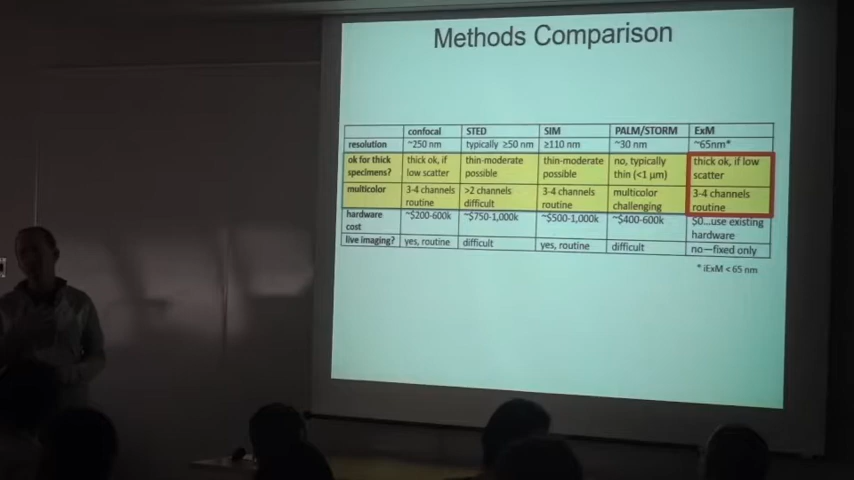 Methods Comparison
confocal STED SIM PALM/STORM ExM
resolution ~250 nm typically ≥50 nm ≥110 nm ~30 nm ~65nm*
ok for thick thick ok, if thin-moderate thin-moderate no, typically thick ok, if low
specimens? low scatter possible possible thin (<1 μm) scatter
multicolor 3-4 channels >2 channels 3-4 channels multicolor 3-4 channels
routine difficult routine challenging routine
hardware ~$200-600k ~$750-1,000k ~$500-1,000k ~$400-600k $0...use existing
cost hardware
live imaging? yes, routine difficult yes, routine difficult no—fixed only
* iExM < 65 nm